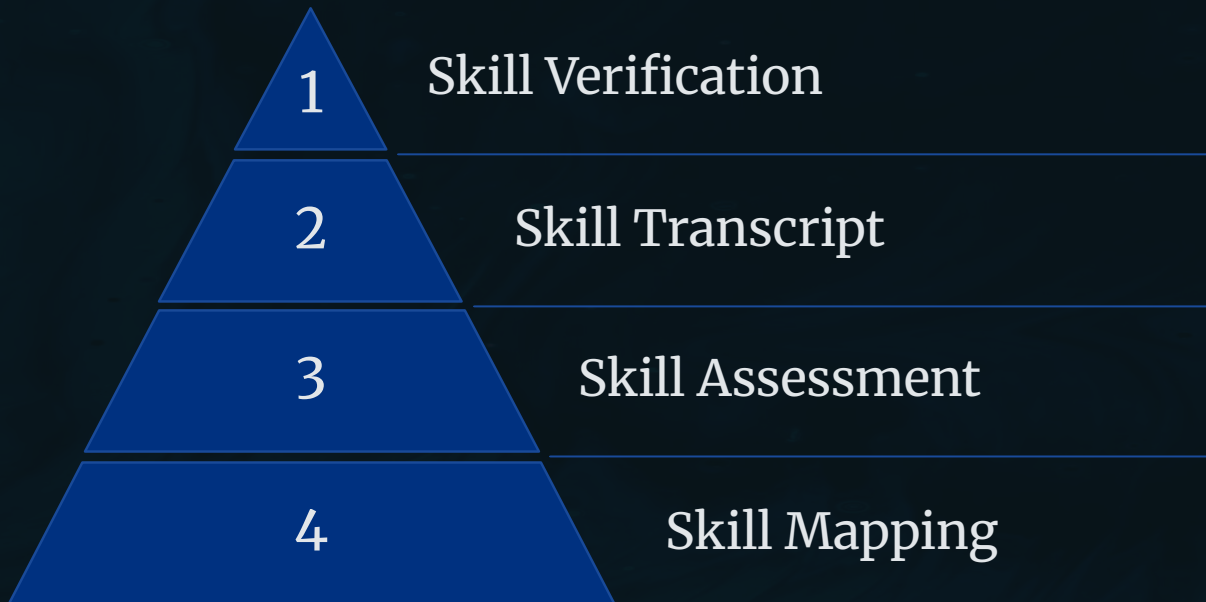 1
Skill Verification
2
Skill Transcript
3
Skill Assessment
4
Skill Mapping